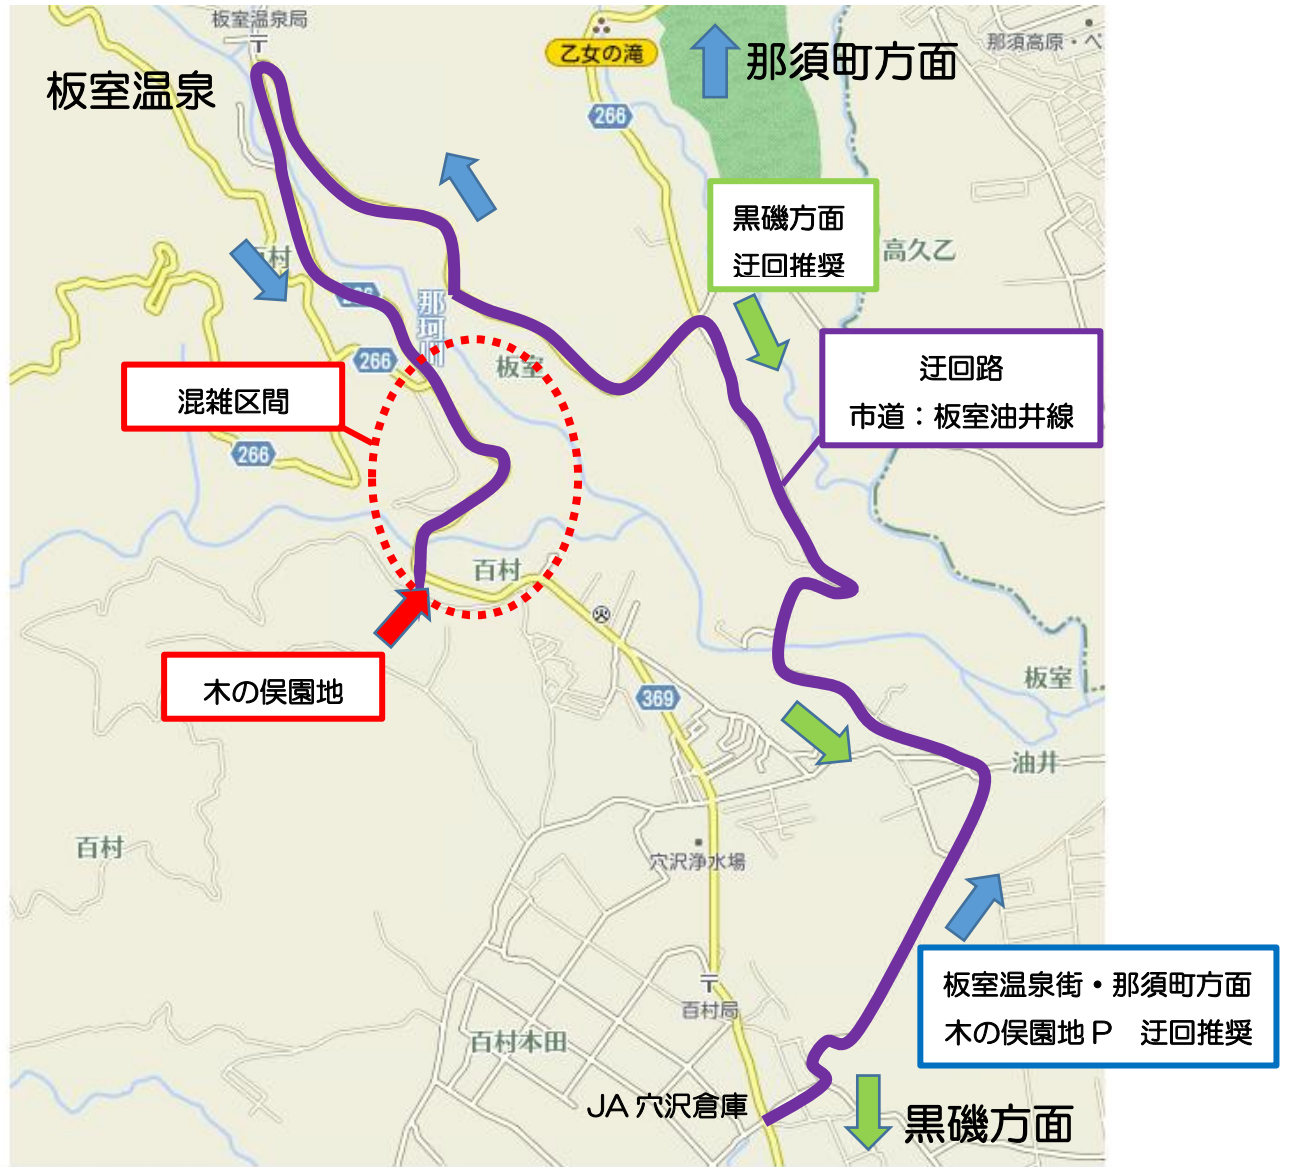 板室温泉局
〒
板室温泉
乙女の滝
那須町方面
那須高原・ペ
266
黒磯方面
迂回推奨
高久乙
百村
那珂川
266
板室
迂回路
市道：板室油井線
混雑区間
266
百村
木の俣園地
369
板室
油井
百村
穴沢浄水場
板室温泉街・那須町方面
木の俣園地P　迂回推奨
〒
百村局
百村本田
JA 穴沢倉庫
黒磯方面